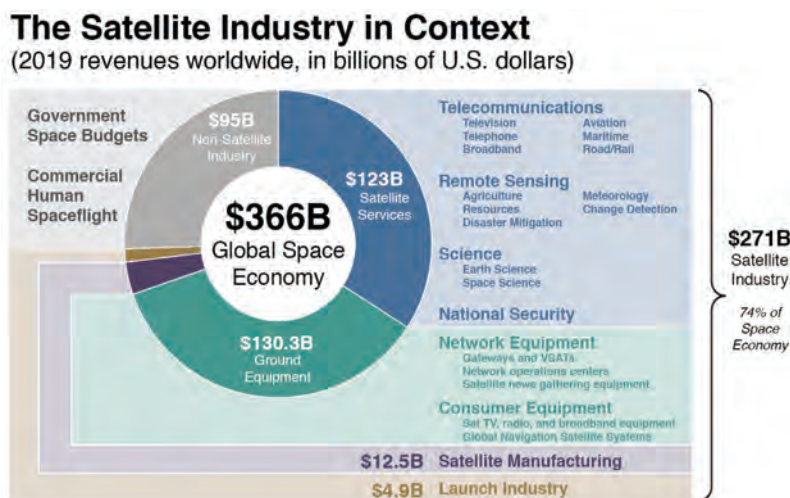 The Satellite Industry in Context
(2019 revenues worldwide, in billions of U.S. dollars)
Government
Space Budgets
Commercial
Human
Spaceflight
$95B
Non-Satellite
Industry
$123B
Satellite
Services
$366B
Global Space
Economy
$130.3B
Ground
Equipment
Telecommunications
Television
Telephone
Broadband
Aviation
Maritime
Road/Rail
Remote Sensing
Agriculture
Resources
Disaster Mitigation
Meteorology
Change Detection
Science
Earth Science
Space Science
National Security
Network Equipment
Gateways and VSATs
Network operations centers
Satellite news gathering equipment
Consumer Equipment
Sat TV, radio, and broadband equipment
Global Navigation Satellite Systems
$12.5B Satellite Manufacturing
$4.9B Launch Industry
$271B
Satellite
Industry
74% of
Space
Economy